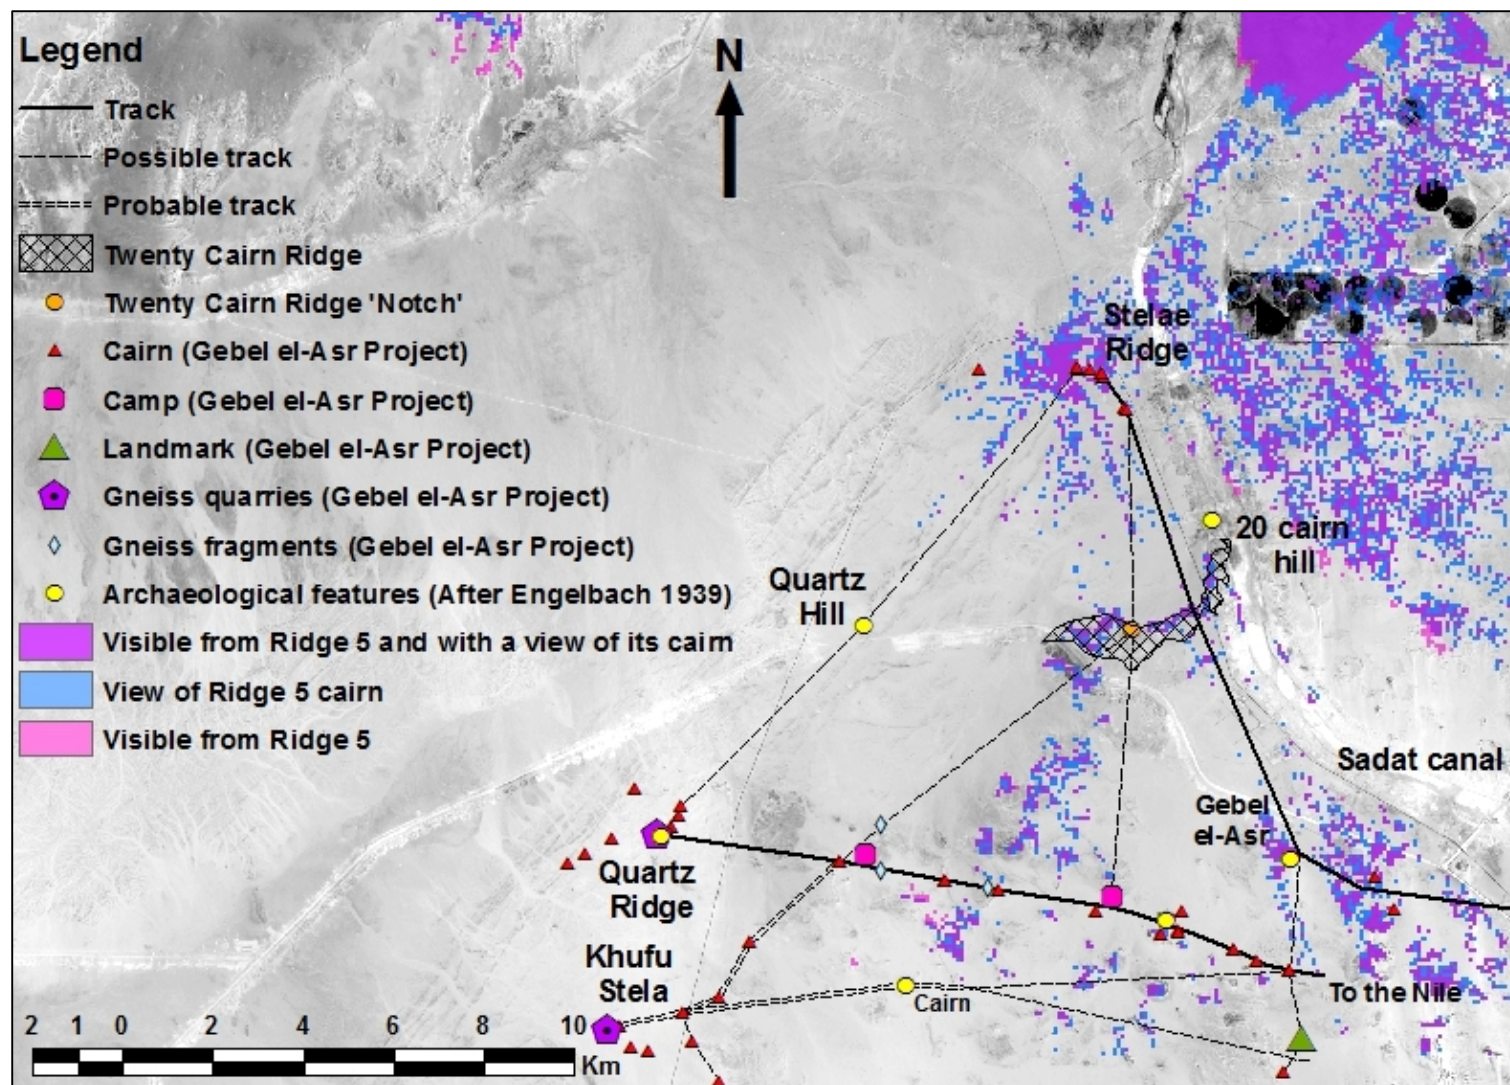 Legend
N
Track
Possible track
Probable track
Twenty Cairn Ridge
Twenty Cairn Ridge 'Notch'
Cairn (Gebel el-Asr Project)
Camp (Gebel el-Asr Project)
Landmark (Gebel el-Asr Project)
Gneiss quarries (Gebel el-Asr Project)
Gneiss fragments (Gebel el-Asr Project)
Archaeological features (After Engelbach 1939)
Visible from Ridge 5 and with a view of its cairn
View of Ridge 5 cairn
Visible from Ridge 5
Stelae
Ridge
20 cairn
hill
Quartz
Hill
Sadat canal
Gebel
el-Asr
Quartz
Ridge
Khufu
Stela
Cairn
To the Nile
2 1 0 2 4 6 8 10
Km